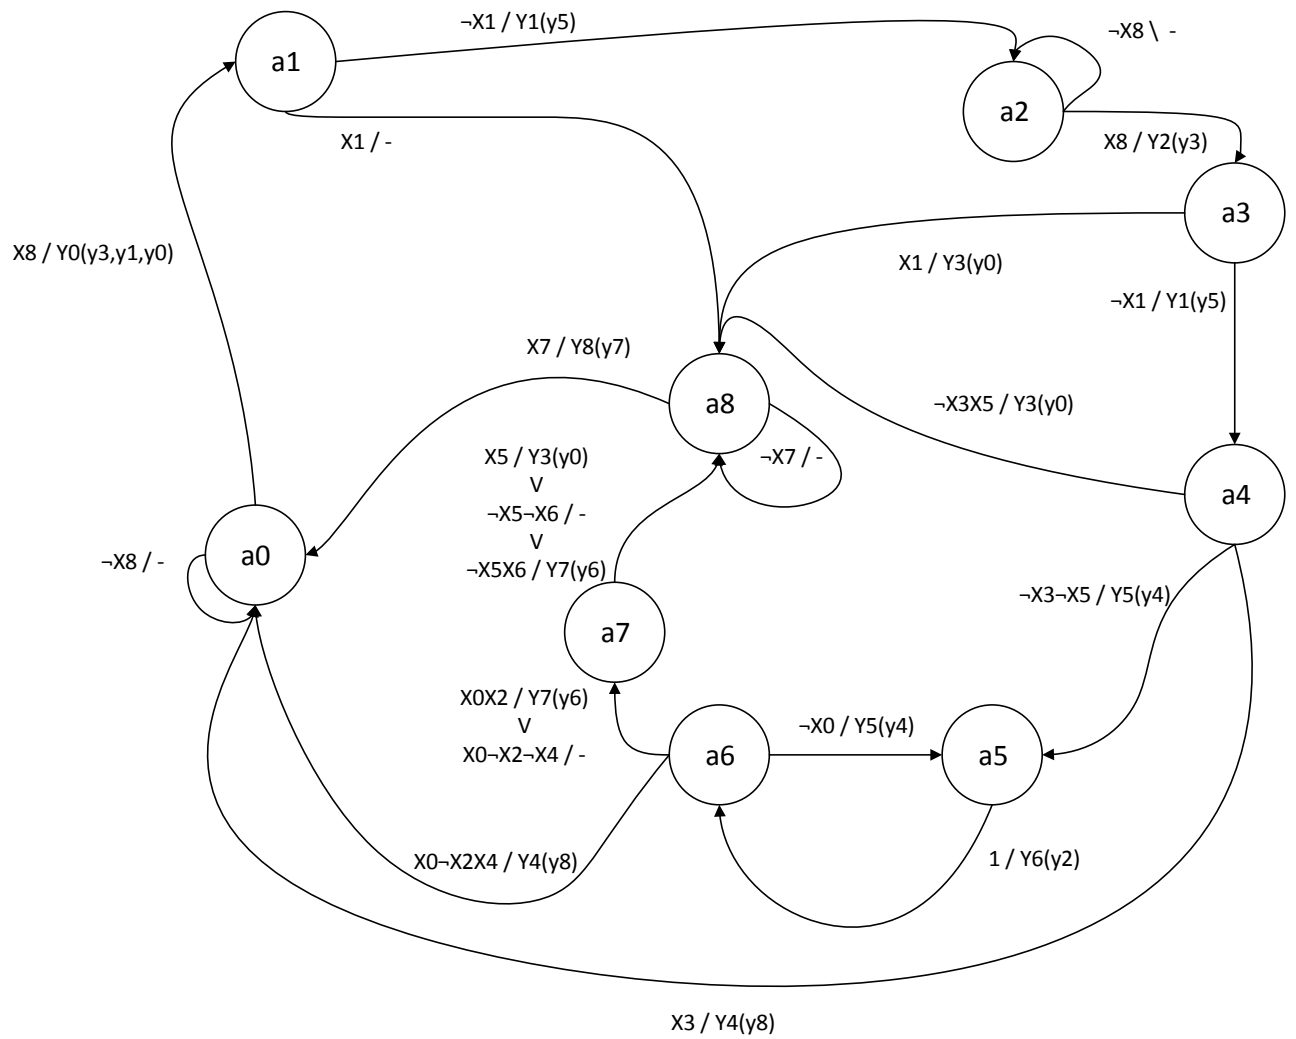 ¬X1 / Y1(y5)
¬X8 \ -
a1
a2
X1 / -
X8 / Y2(y3)
a3
X8 / Y0(y3,y1,y0)
X1 / Y3(y0)
¬X1 / Y1(y5)
X7 / Y8(y7)
a8
¬X3X5 / Y3(y0)
X5 / Y3(y0)
V
¬X5¬X6 / -
V
¬X5X6 / Y7(y6)
¬X7 / -
a4
a0
¬X8 / -
¬X3¬X5 / Y5(y4)
a7
X0X2 / Y7(y6)
V
X0¬X2¬X4 / -
¬X0 / Y5(y4)
a6
a5
X0¬X2X4 / Y4(y8)
1 / Y6(y2)
X3 / Y4(y8)